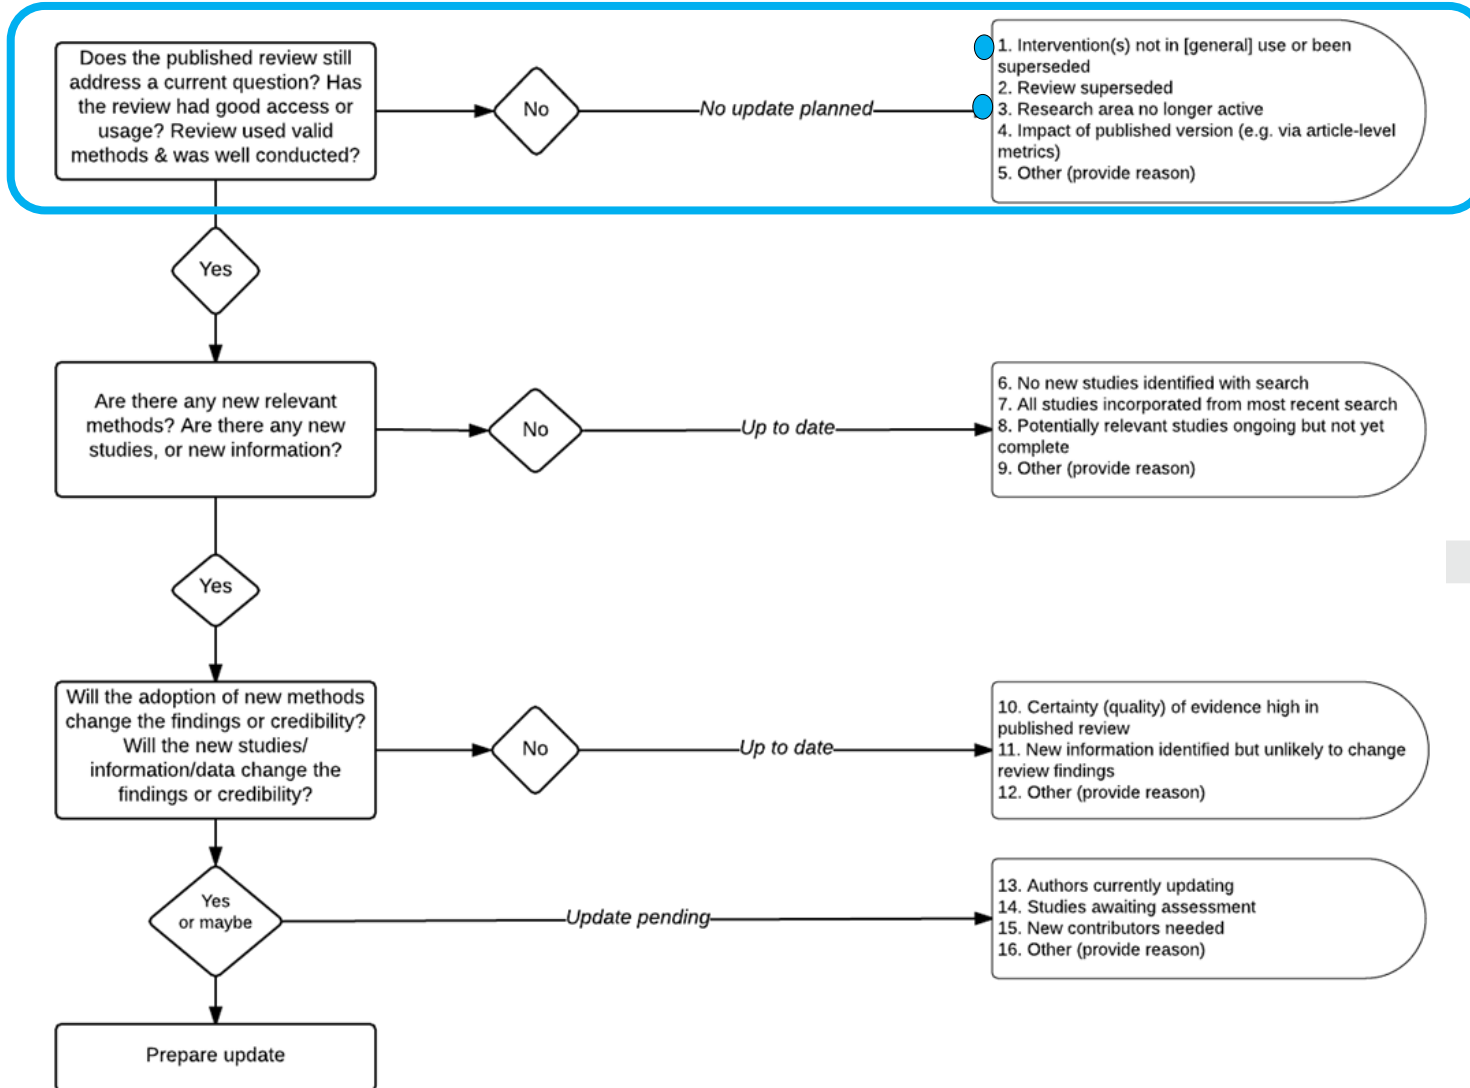 Does the published review still
address a current question? Has
the review had good access or
usage? Review used valid
methods & was well conducted?
No
No update planned
1. Intervention(s) not in [general] use or been
superseded
2. Review superseded
3. Research area no longer active
4. Impact of published version (e.g. via article-level
metrics)
5. Other (provide reason)
Yes
Are there any new relevant
methods? Are there any new
studies, or new information?
No
Up to date
6. No new studies identified with search
7. All studies incorporated from most recent search
8. Potentially relevant studies ongoing but not yet
complete
9. Other (provide reason)
Yes
Will the adoption of new methods
change the findings or credibility?
Will the new studies/
information/data change the
findings or credibility?
No
Up to date
10. Certainty (quality) of evidence high in
published review
11. New information identified but unlikely to change
review findings
12. Other (provide reason)
Yes
or maybe
Update pending
13. Authors currently updating
14. Studies awaiting assessment
15. New contributors needed
16. Other (provide reason)
Prepare update